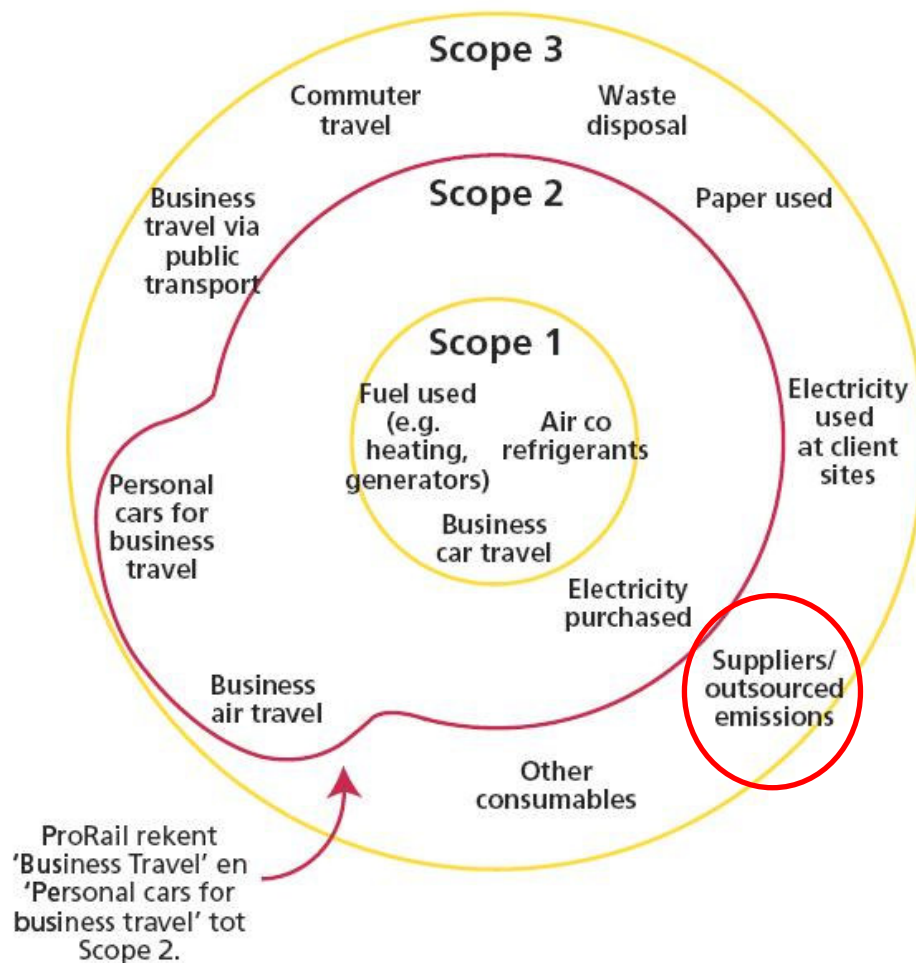 Scope 3
Commuter
travel
Waste
disposal
Business
travel via
public
transport
Scope 2
Paper used
Scope 1
Fuel used
(e.g.
heating,
generators)
Air co
refrigerants
Business
car travel
Electricity
used
at client
sites
Personal
cars for
business
travel
Electricity
purchased
Suppliers/
outsourced
emissions
Business
air travel
Other
consumables
ProRail rekent
'Business Travel' en
'Personal cars for
business travel' tot
Scope 2.